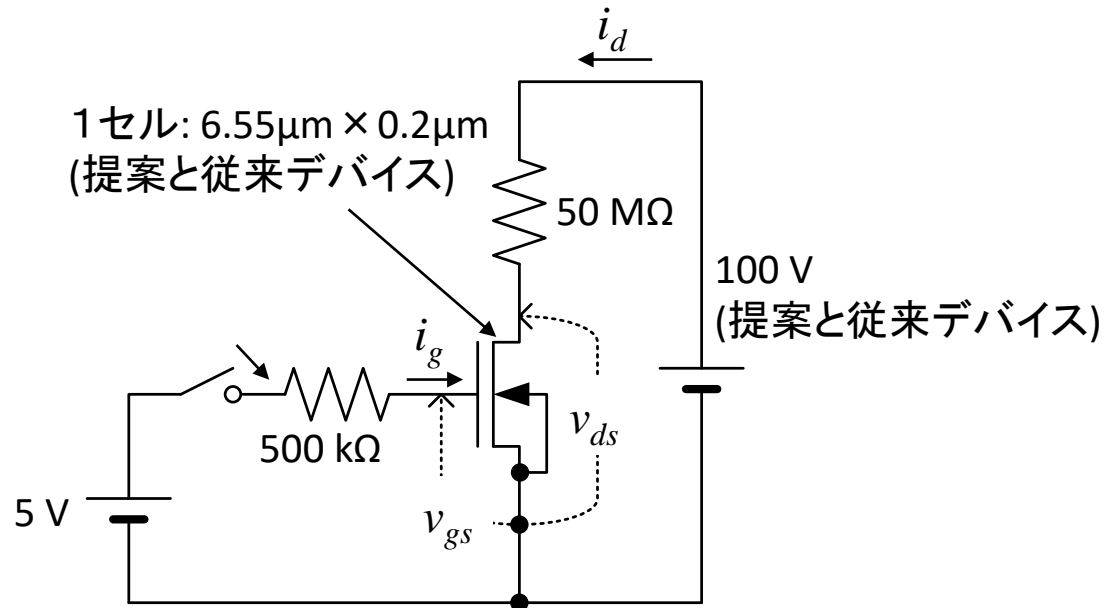 i_d
１セル: 6.55μm × 0.2μm
(提案と従来デバイス)
50 MΩ
100 V
(提案と従来デバイス)
i_g
v_ds
500 kΩ
5 V
v_gs